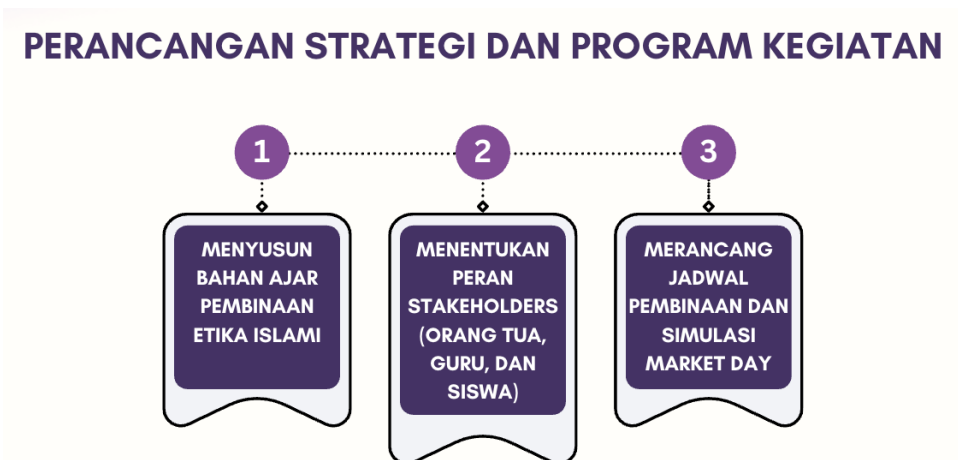 PERANCANGAN STRATEGI DAN PROGRAM KEGIATAN
1
2
3
MENYUSUN
BAHAN AJAR
PEMBINAAN
ETIKA ISLAMI
MENENTUKAN
PERAN
STAKEHOLDERS
(ORANG TUA,
GURU, DAN
SISWA)
MERANCANG
JADWAL
PEMBINAAN DAN
SIMULASI
MARKET DAY